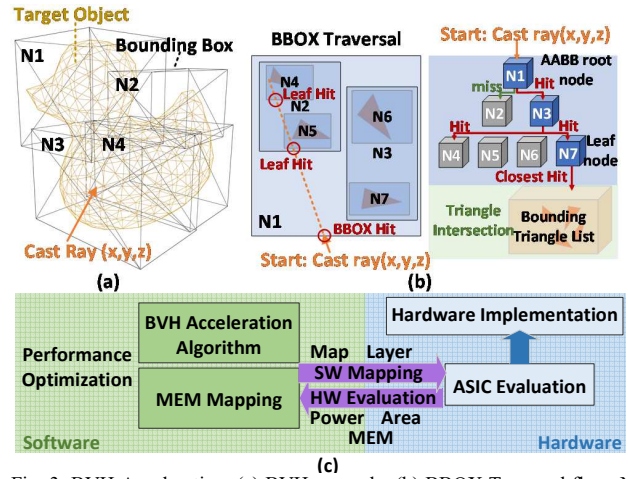 Target Object
N1
Bounding Box
N2
N3
N4
Cast Ray (x,y,z)
(a)
BBOX Traversal
N4
Leaf Hit
N2
N5
Leaf Hit
N6
N3
N7
N1
BBOX Hit
Start: Cast ray(x,y,z)
(b)
Start: Cast ray(x,y,z)
AABB root
node
N1
miss
Hit
N2
N3
Hit
Hit
N4
N5
N6
N7
Leaf
node
Closest Hit
Triangle
Intersection
Bounding
Triangle List
BVH Acceleration
Algorithm
Hardware Implementation
Performance
Optimization
Map Layer
SW Mapping
MEM Mapping
HW Evaluation
ASIC Evaluation
Power Area
MEM
Software
Hardware
(c)